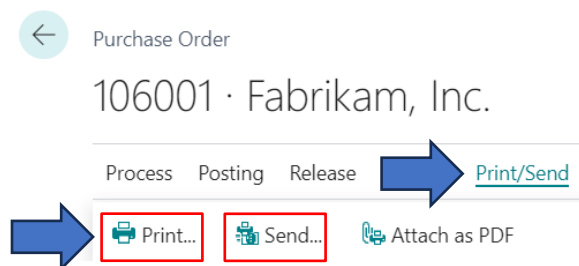 Purchase Order
106001 · Fabrikam, Inc.
Process Posting Release Print/Send
Print... Send... Attach as PDF